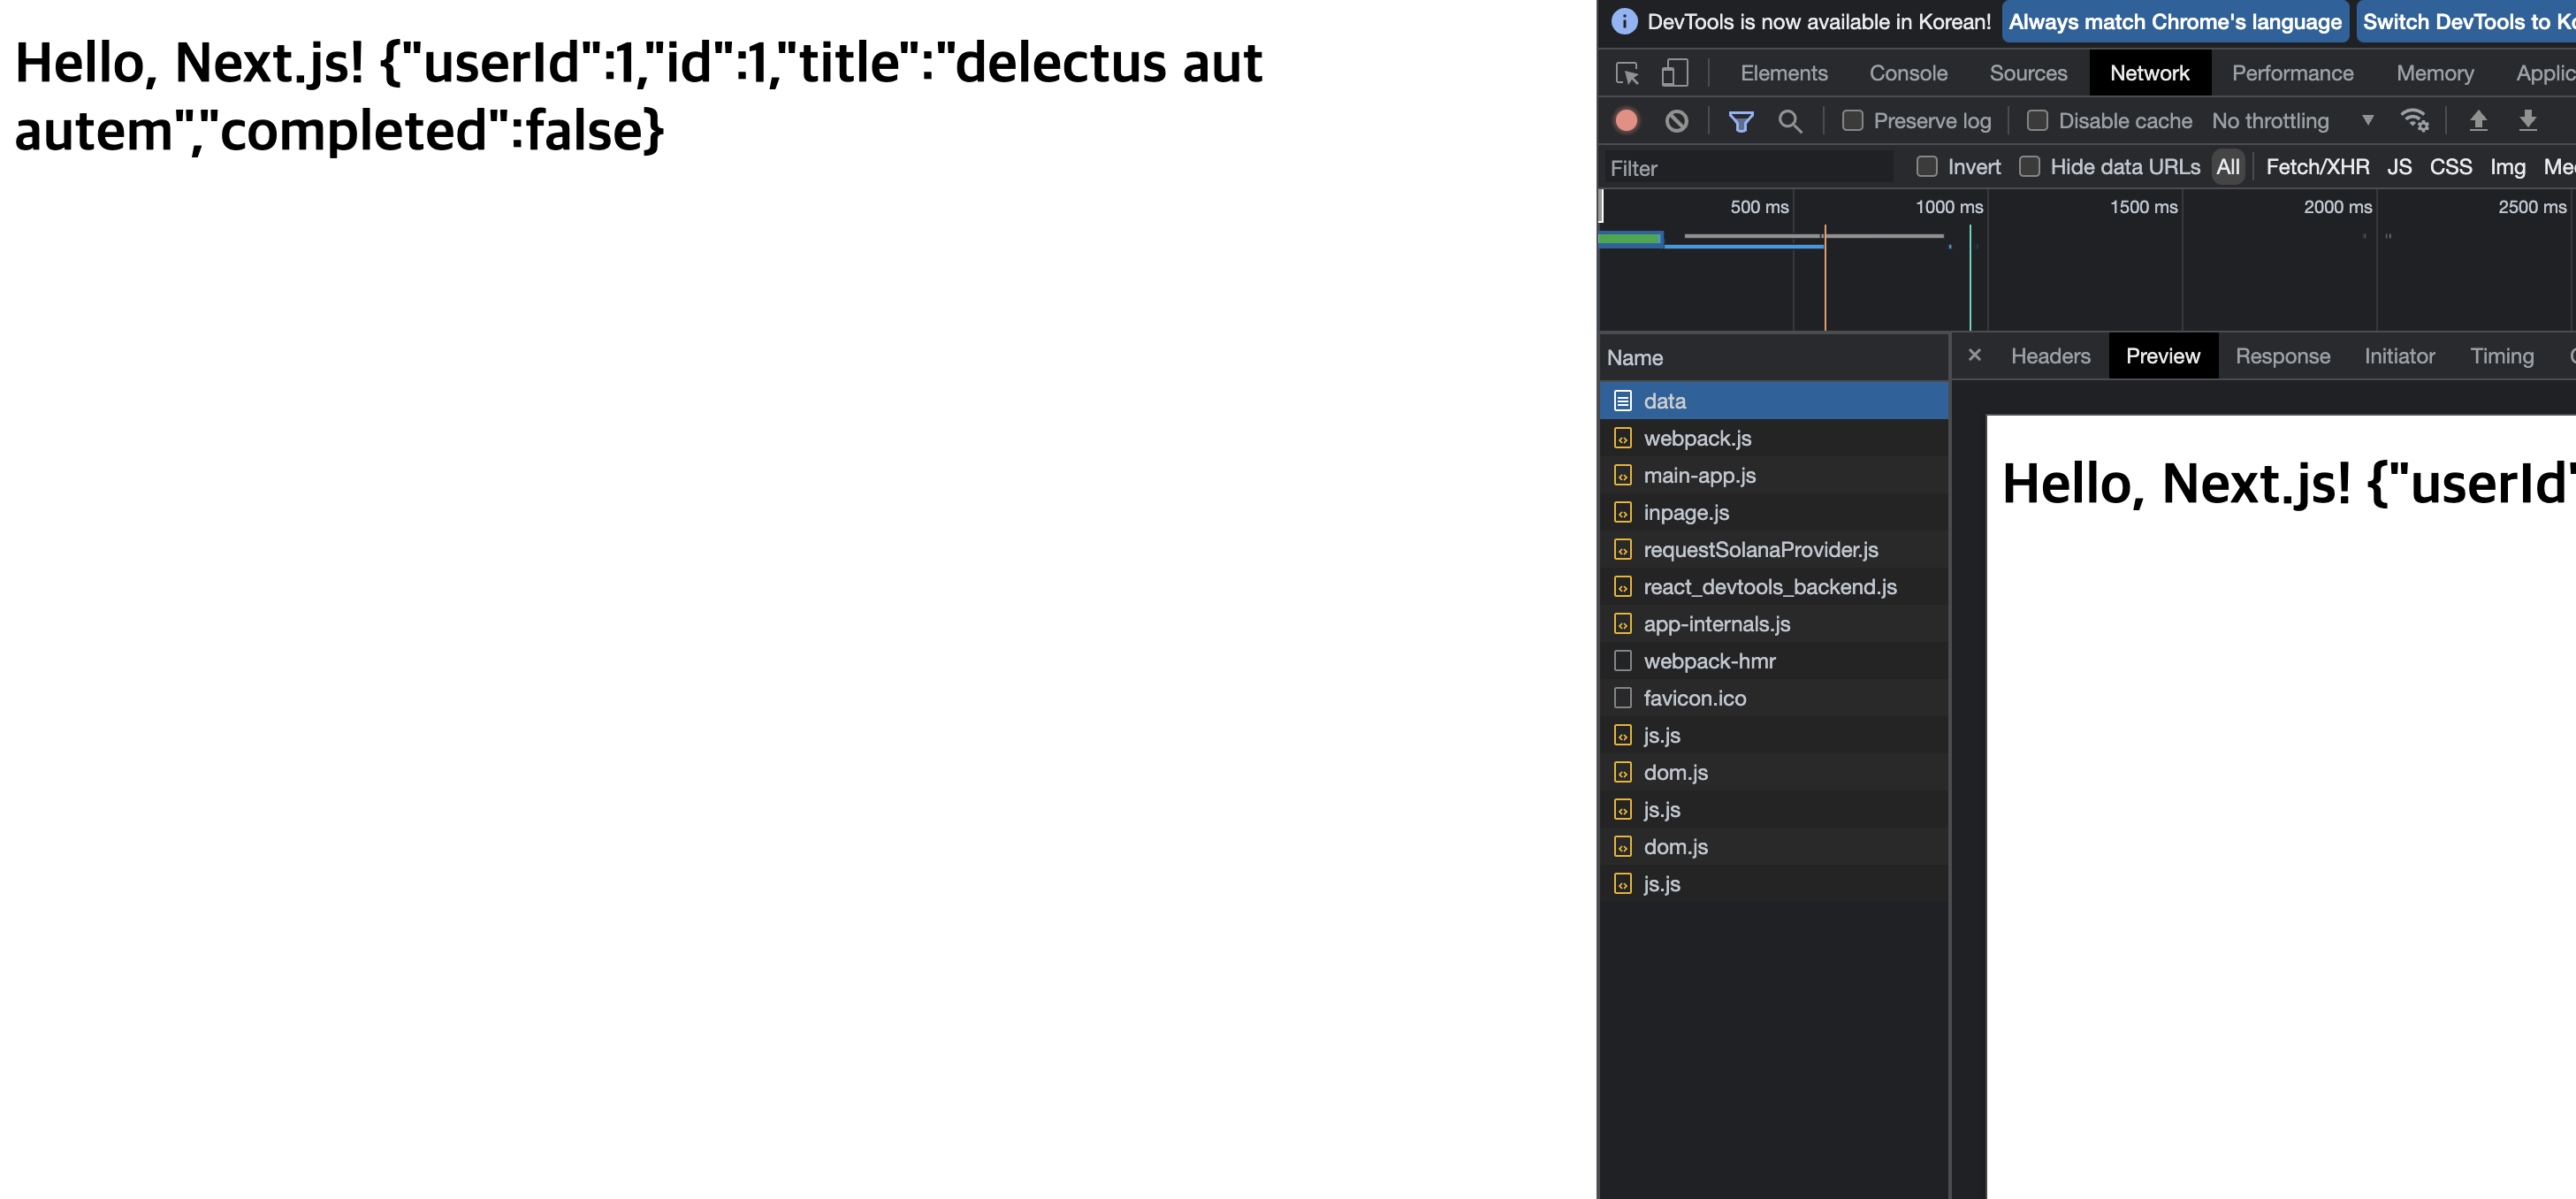 Hello, Next.js! {"userId":1,"id":1,"title":"delectus aut
autem","completed":false}
DevTools is now available in Korean! Always match Chrome's language Switch DevTools to Ko
Elements Console Sources Network Performance Memory Applic
Preserve log Disable cache No throttling
Filter Invert Hide data URLs All Fetch/XHR JS CSS Img Med
500 ms 1000 ms 1500 ms 2000 ms 2500 ms
Name
Headers Preview Response Initiator Timing
data
webpack.js
main-app.js
inpage.js
requestSolanaProvider.js
react_devtools_backend.js
app-internals.js
webpack-hmr
favicon.ico
js.js
dom.js
js.js
dom.js
js.js
Hello, Next.js! {"userId"